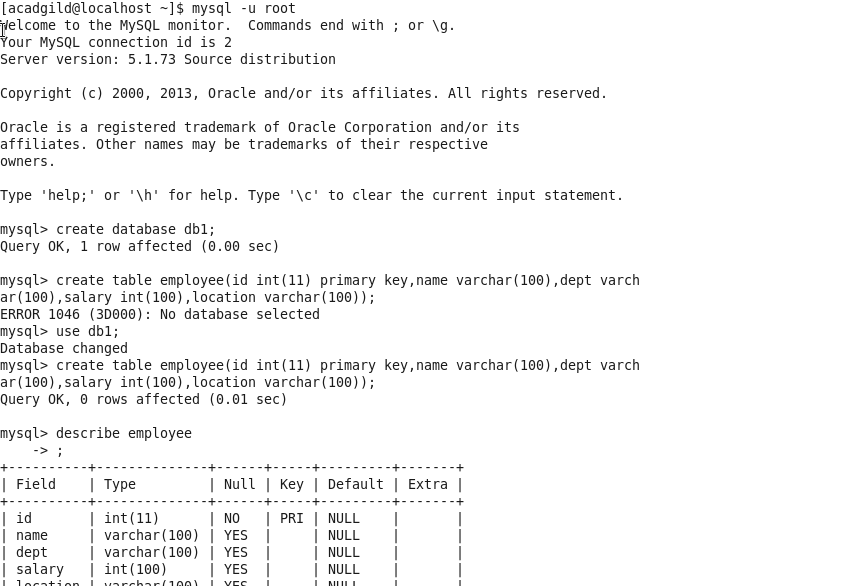 [acadgild@localhost ~]$ mysql -u root
Welcome to the MySQL monitor.  Commands end with ; or \g.
Your MySQL connection id is 2
Server version: 5.1.73 Source distribution

Copyright (c) 2000, 2013, Oracle and/or its affiliates. All rights reserved.

Oracle is a registered trademark of Oracle Corporation and/or its
affiliates. Other names may be trademarks of their respective
owners.

Type 'help;' or '\h' for help. Type '\c' to clear the current input statement.

mysql> create database db1;
Query OK, 1 row affected (0.00 sec)

mysql> create table employee(id int(11) primary key,name varchar(100),dept varch
ar(100),salary int(100),location varchar(100));
ERROR 1046 (3D000): No database selected
mysql> use db1;
Database changed
mysql> create table employee(id int(11) primary key,name varchar(100),dept varch
ar(100),salary int(100),location varchar(100));
Query OK, 0 rows affected (0.01 sec)

mysql> describe employee
    -> ;
+----------+--------------+------+-----+---------+-------+
| Field    | Type         | Null | Key | Default | Extra |
+----------+--------------+------+-----+---------+-------+
| id       | int(11)      | NO   | PRI | NULL    |       |
| name     | varchar(100) | YES  |     | NULL    |       |
| dept     | varchar(100) | YES  |     | NULL    |       |
| salary   | int(100)     | YES  |     | NULL    |       |
| location | varchar(100) | YES  |     | NULL    |       |